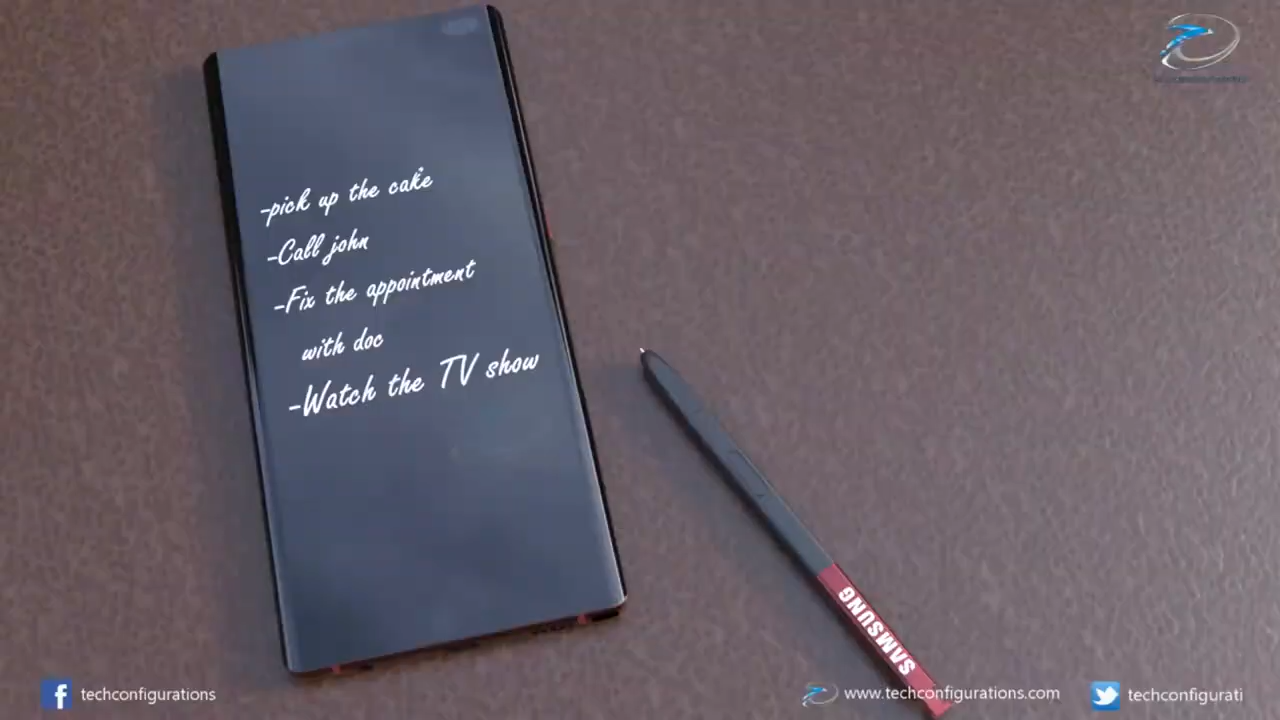 -pick up the cake
-Call john
-Fix the appointment
with doc
-Watch the TV show
SAMSUNG
techconfigurations
www.techconfigurations.com
techconfigurati